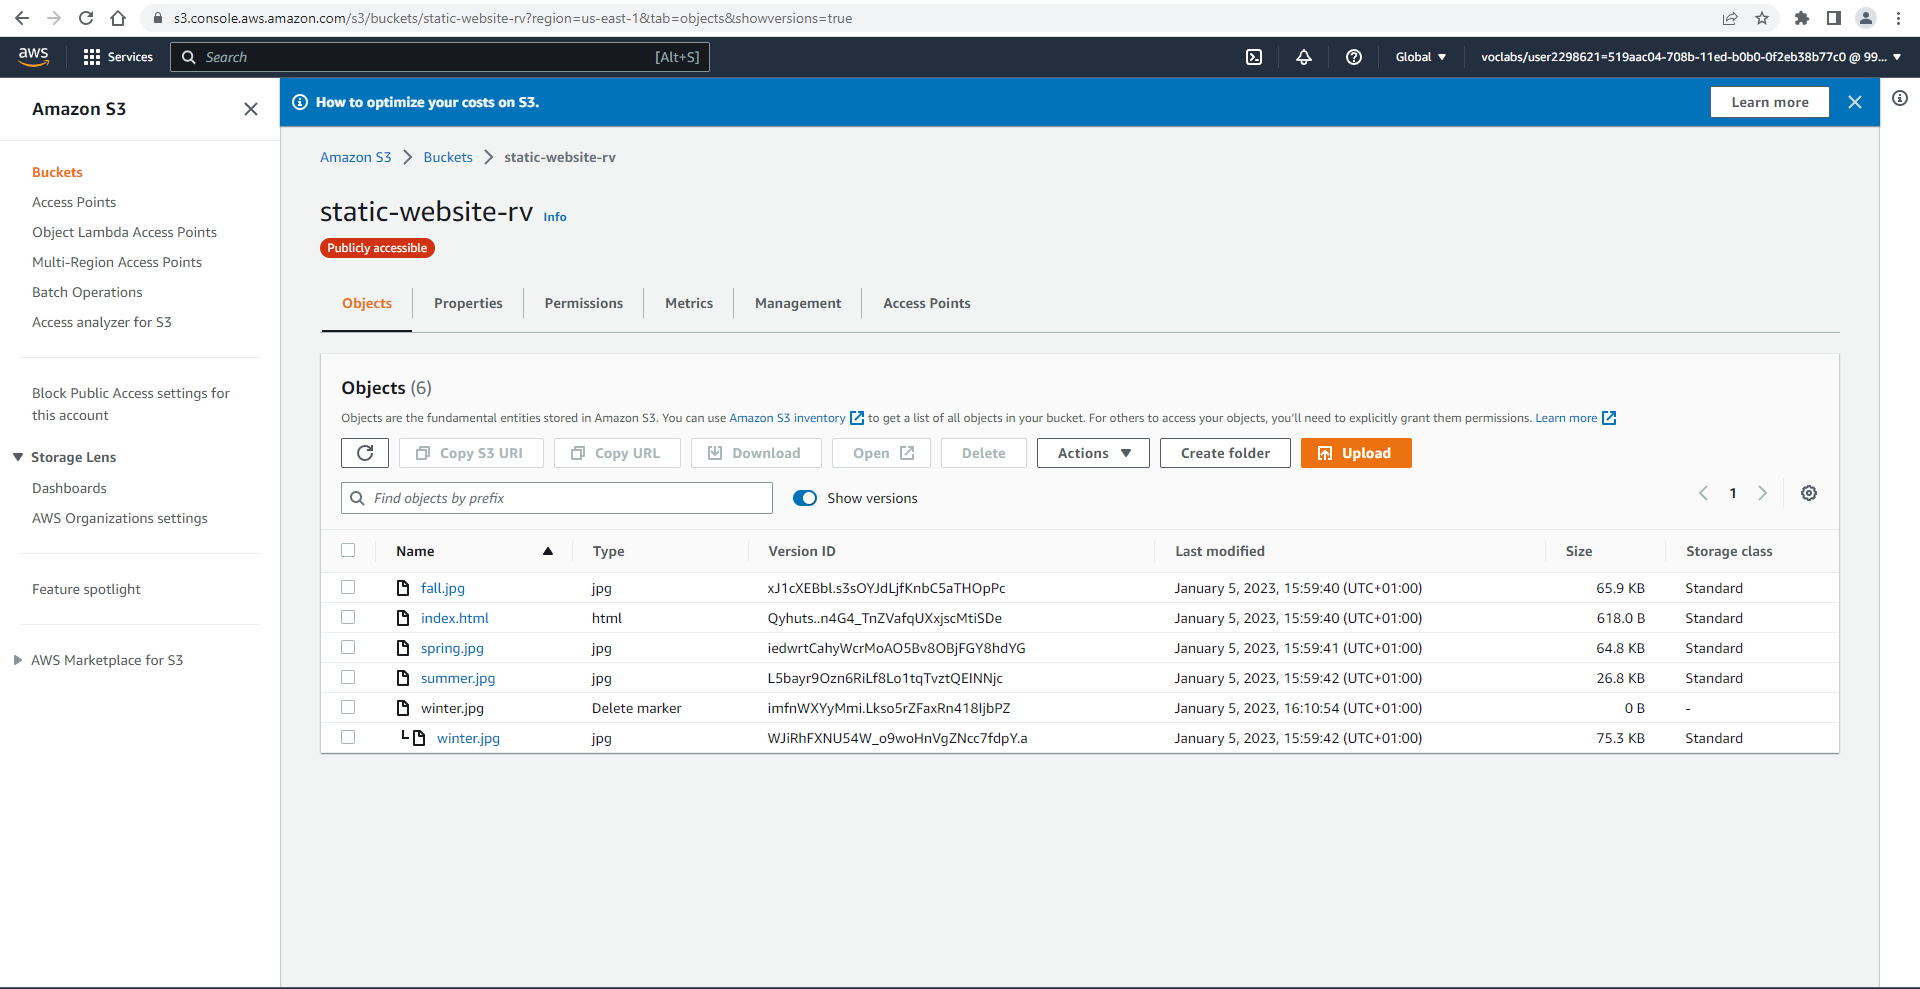 s3.console.aws.amazon.com/s3/buckets/static-website-rv?region=us-east-1&tab=objects&showversions=true
aws Services Search [Alt+S] Global voclabs/user2298621=519aac04-708b-11ed-b0b0-0f2eb38b77c0 @ 99...
Amazon S3
How to optimize your costs on S3. Learn more
Buckets
Access Points
Object Lambda Access Points
Multi-Region Access Points
Batch Operations
Access analyzer for S3
Block Public Access settings for
this account
Storage Lens
Dashboards
AWS Organizations settings
Feature spotlight
AWS Marketplace for S3
Amazon S3 Buckets static-website-rv
static-website-rv Info
Publicly accessible
Objects Properties Permissions Metrics Management Access Points
Objects (6)
Objects are the fundamental entities stored in Amazon S3. You can use Amazon S3 inventory to get a list of all objects in your bucket. For others to access your objects, you'll need to explicitly grant them permissions. Learn more
Copy S3 URI Copy URL Download Open Delete Actions Create folder Upload
Find objects by prefix Show versions 1
Name Type Version ID Last modified Size Storage class
fall.jpg jpg xJ1cXEBbl.s3sOYJdLjfKnbC5aTHOpPc January 5, 2023, 15:59:40 (UTC+01:00) 65.9 KB Standard
index.html html Qyhuts..n4G4_TnZVafqUXxjscMtiSDe January 5, 2023, 15:59:40 (UTC+01:00) 618.0 B Standard
spring.jpg jpg iedwrtCahyWcrMoAO5Bv8OBjFGY8hdYG January 5, 2023, 15:59:41 (UTC+01:00) 64.8 KB Standard
summer.jpg jpg L5bayr9Ozn6RiLf8Lo1tqTvztQEINNjc January 5, 2023, 15:59:42 (UTC+01:00) 26.8 KB Standard
winter.jpg Delete marker imfnWXYyMmi.Lkso5rZFaxRn418IjbPZ January 5, 2023, 16:10:54 (UTC+01:00) 0 B -
winter.jpg jpg WJiRhFXNU54W_o9woHnVgZNcc7fdpY.a January 5, 2023, 15:59:42 (UTC+01:00) 75.3 KB Standard